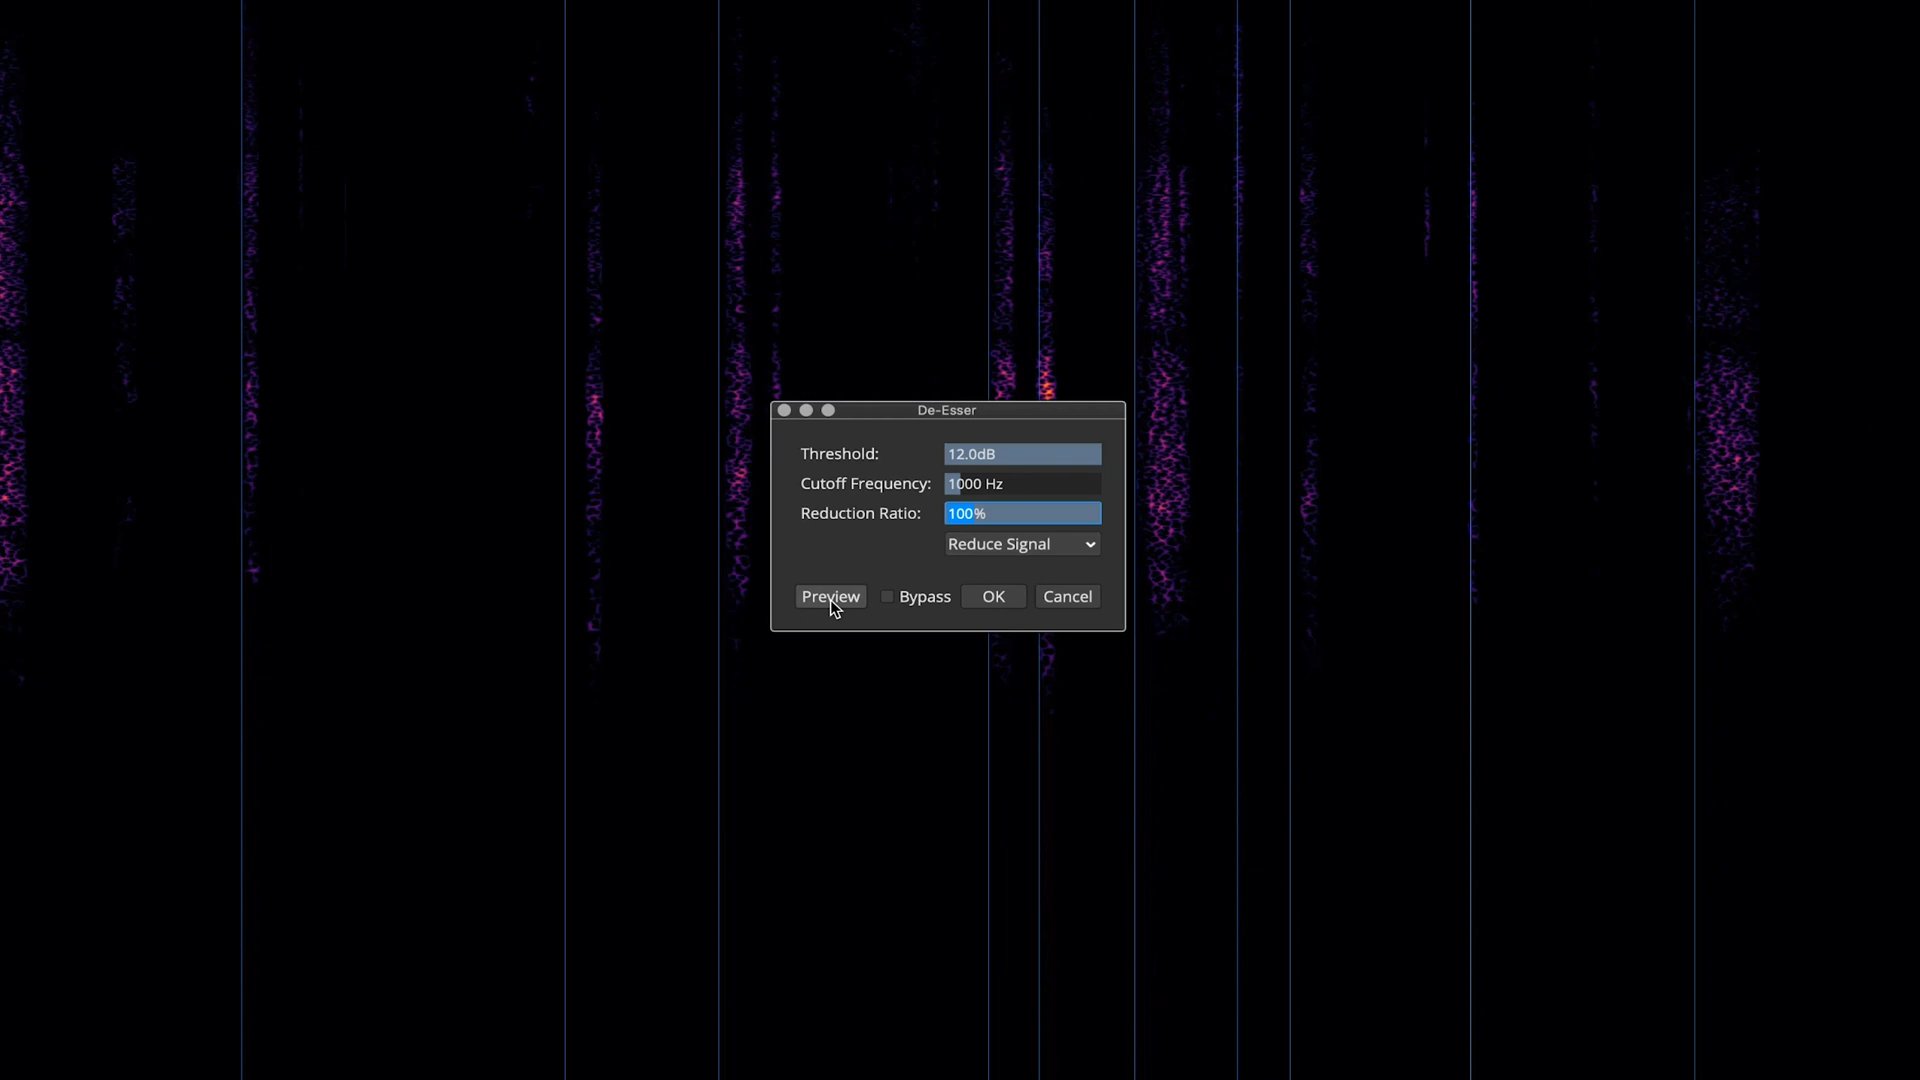 De-Esser
Threshold: 12.0dB
Cutoff Frequency: 1000 Hz
Reduction Ratio: 100%
Reduce Signal
Preview Bypass OK Cancel